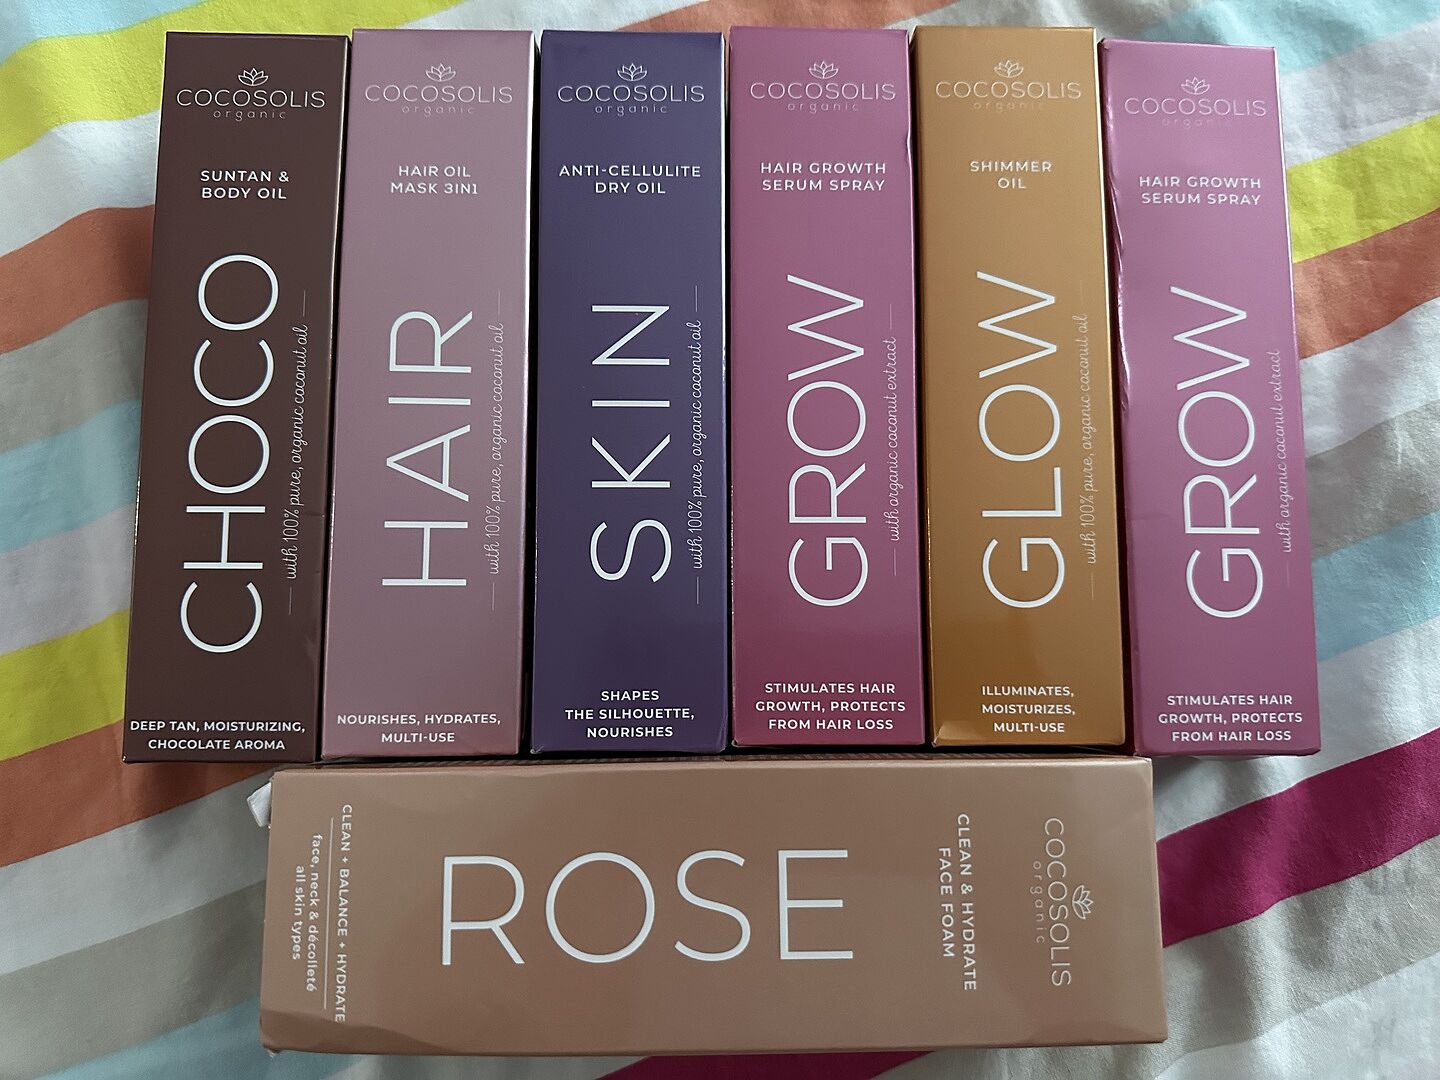 COCOSOLIS
organic
SUNTAN &
BODY OIL
CHOCO
with 100% pure, organic coconut oil
DEEP TAN, MOISTURIZING,
CHOCOLATE AROMA
COCOSOLIS
organic
HAIR OIL
MASK 3IN1
HAIR
with 100% pure, organic coconut oil
NOURISHES, HYDRATES,
MULTI-USE
COCOSOLIS
organic
ANTI-CELLULITE
DRY OIL
SKIN
with 100% pure, organic coconut oil
SHAPES
THE SILHOUETTE,
NOURISHES
COCOSOLIS
organic
HAIR GROWTH
SERUM SPRAY
GROW
with organic coconut extract
STIMULATES HAIR
GROWTH, PROTECTS
FROM HAIR LOSS
COCOSOLIS
organic
SHIMMER
OIL
GLOW
with 100% pure, organic coconut oil
ILLUMINATES,
MOISTURIZES,
MULTI-USE
COCOSOLIS
organic
HAIR GROWTH
SERUM SPRAY
GROW
with organic coconut extract
STIMULATES HAIR
GROWTH, PROTECTS
FROM HAIR LOSS
COCOSOLIS
organic
CLEAN & HYDRATE
FACE FOAM
ROSE
CLEAN + BALANCE + HYDRATE
face, neck & décolleté
all skin types